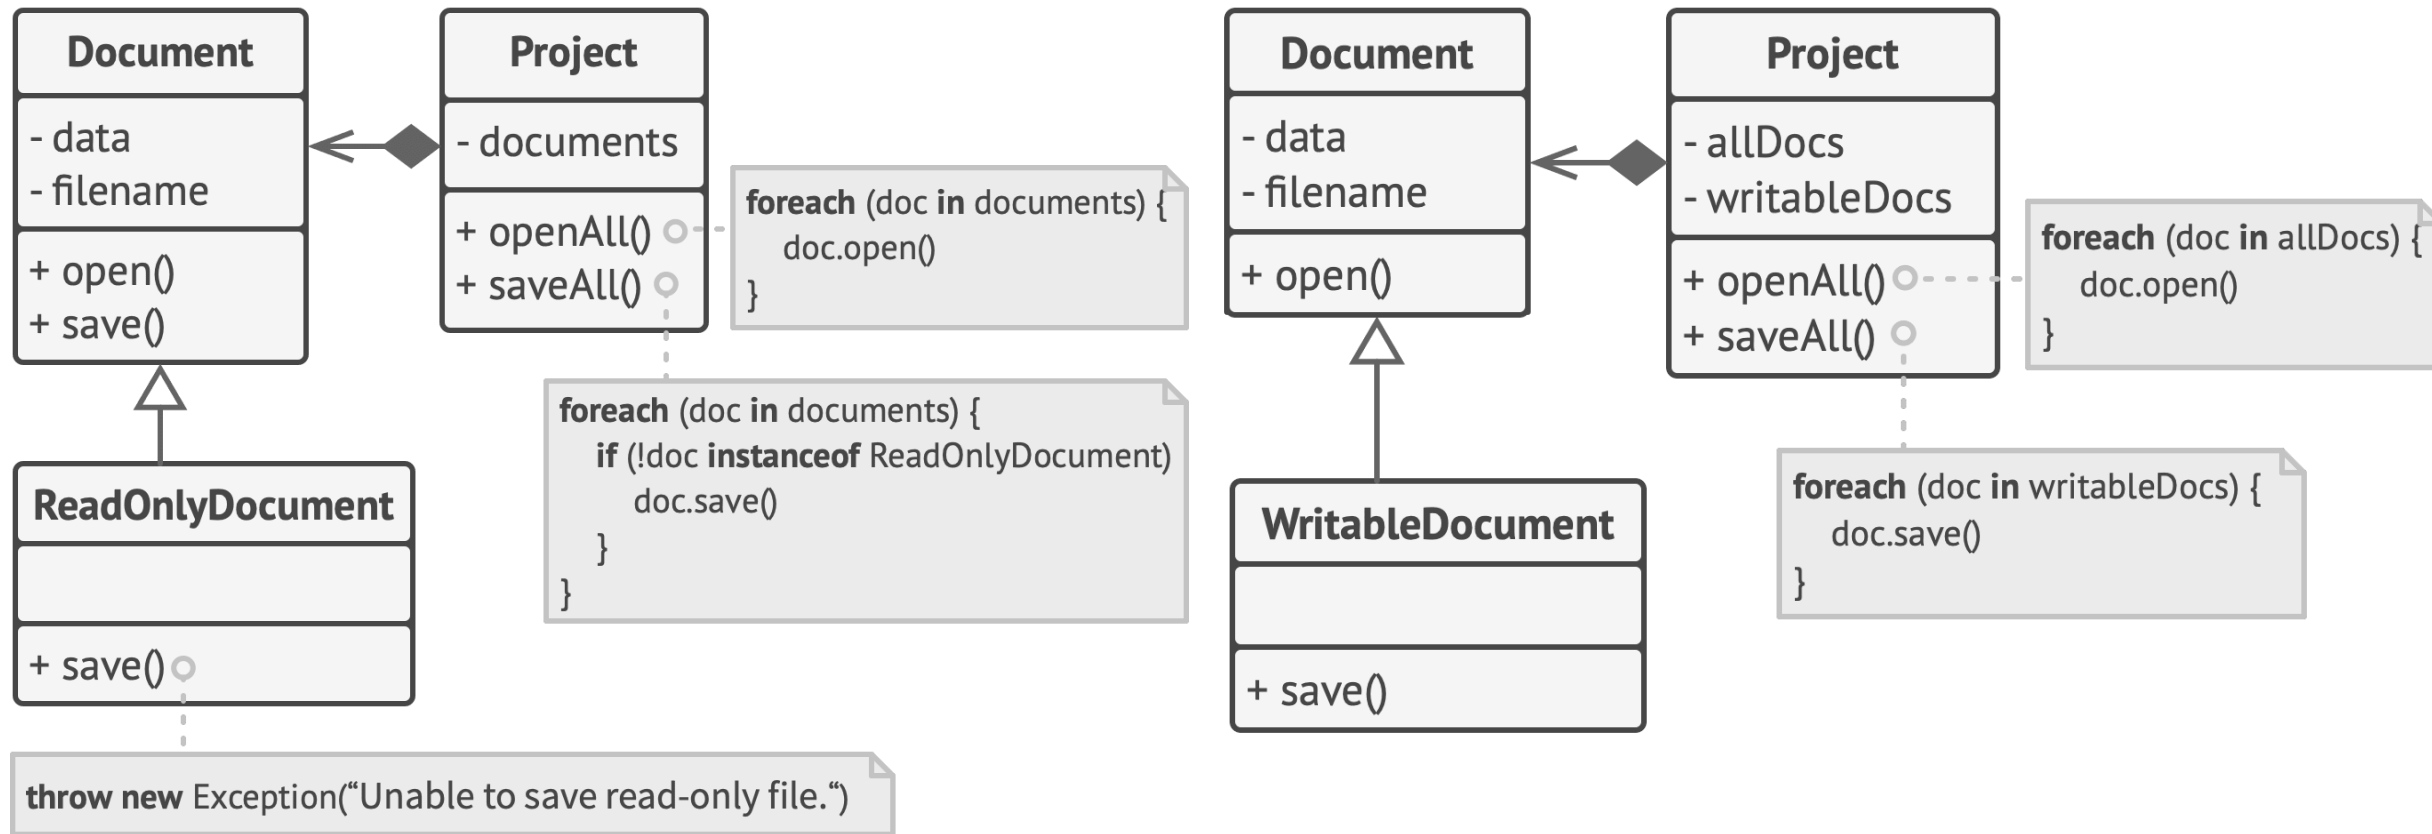 Document
- data
- filename
+ open()
+ save()
Project
- documents
+ openAll()
+ saveAll()
foreach (doc in documents) {
doc.open()
}
foreach (doc in documents) {
if (!doc instanceof ReadOnlyDocument)
doc.save()
}
}
ReadOnlyDocument
+ save()
throw new Exception(“Unable to save read-only file.“)
Document
- data
- filename
+ open()
Project
- allDocs
- writableDocs
+ openAll()
+ saveAll()
foreach (doc in allDocs) {
doc.open()
}
foreach (doc in writableDocs) {
doc.save()
}
WritableDocument
+ save()